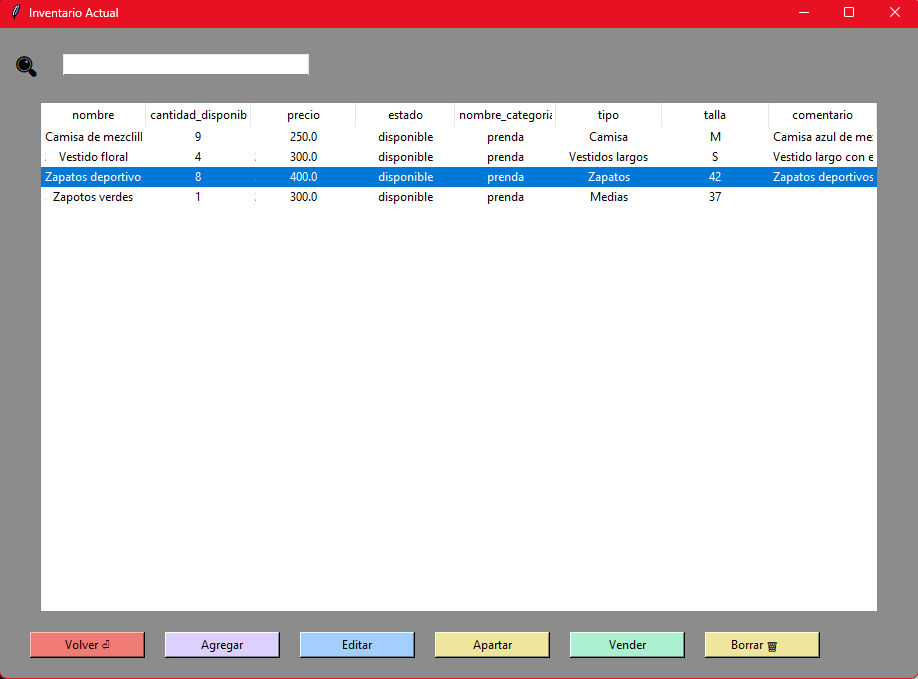 Inventario Actual
nombre cantidad_disponib precio estado nombre_categoria tipo talla comentario
Camisa de mezclill 9 250.0 disponible prenda Camisa M Camisa azul de me
Vestido floral 4 300.0 disponible prenda Vestidos largos S Vestido largo con e
Zapatos deportivo 8 400.0 disponible prenda Zapatos 42 Zapatos deportivos
Zapotos verdes 1 300.0 disponible prenda Medias 37
Volver ⏎ Agregar Editar Apartar Vender Borrar 🗑